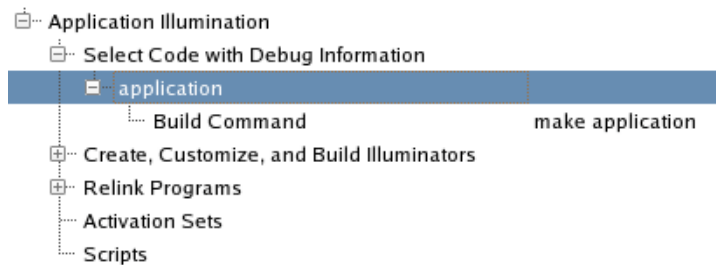 Application Illumination
Select Code with Debug Information
application
Build Command make application
Create, Customize, and Build Illuminators
Relink Programs
Activation Sets
Scripts